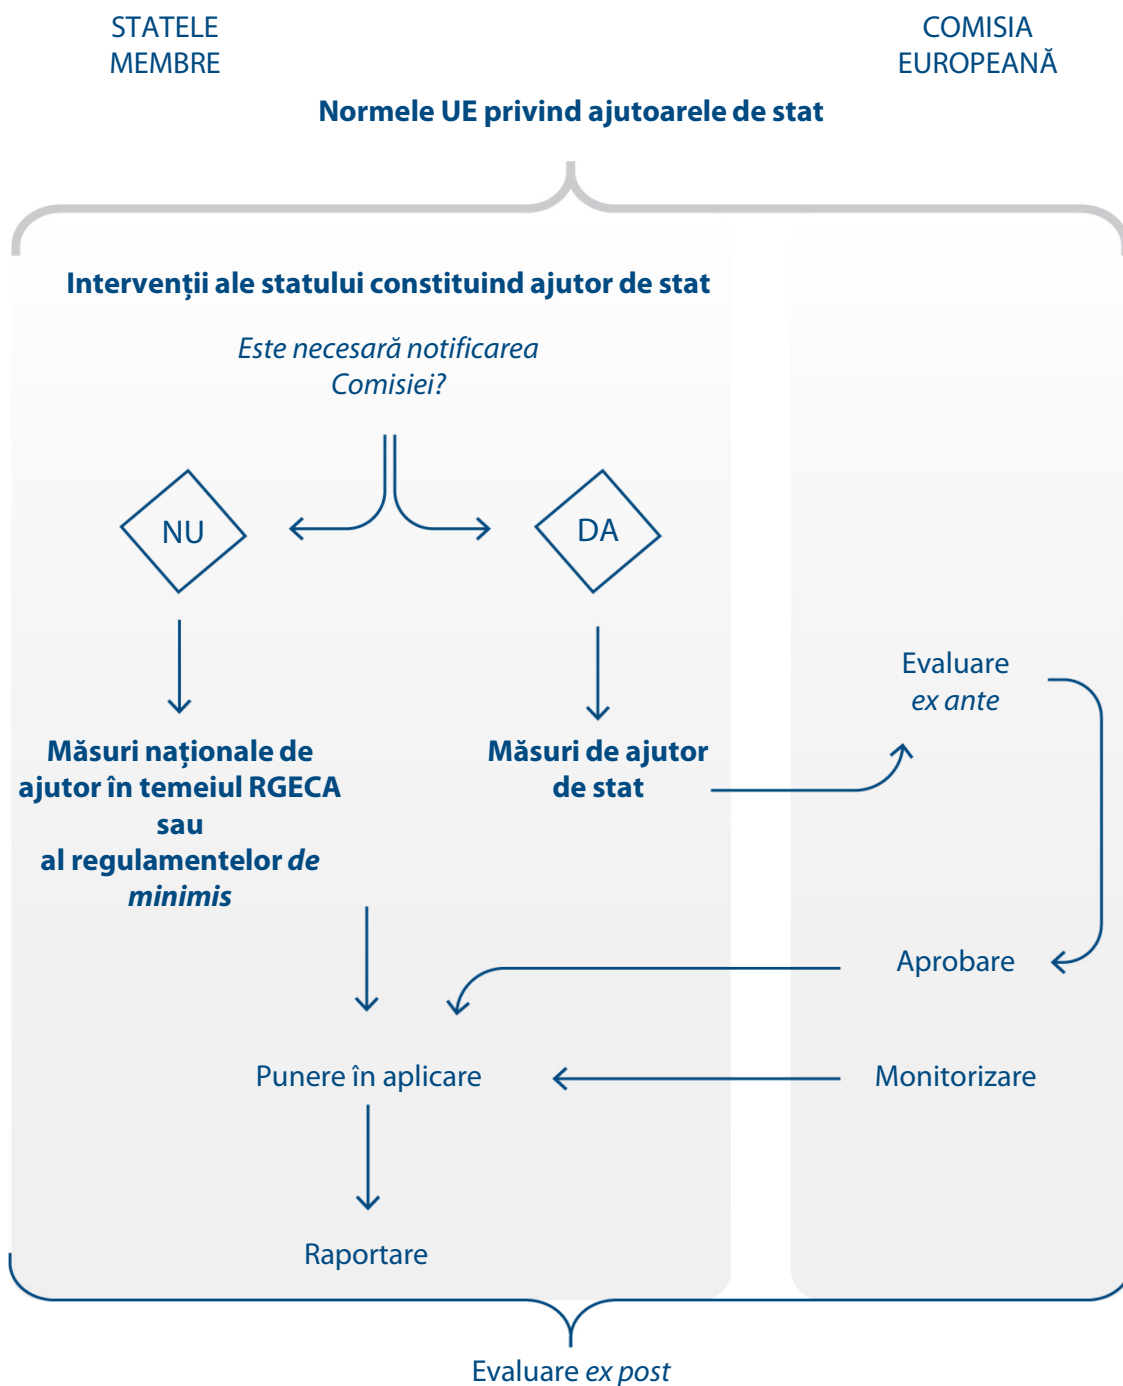 STATELE
MEMBRE
COMISIA
EUROPEANĂ
Normele UE privind ajutoarele de stat
Intervenții ale statului constituind ajutor de stat
Este necesară notificarea
Comisiei?
NU
DA
Măsuri naționale de
ajutor în temeiul RGECA
sau
al regulamentelor de
minimis
Măsuri de ajutor
de stat
Evaluare
ex ante
Aprobare
Punere în aplicare
Monitorizare
Raportare
Evaluare ex post